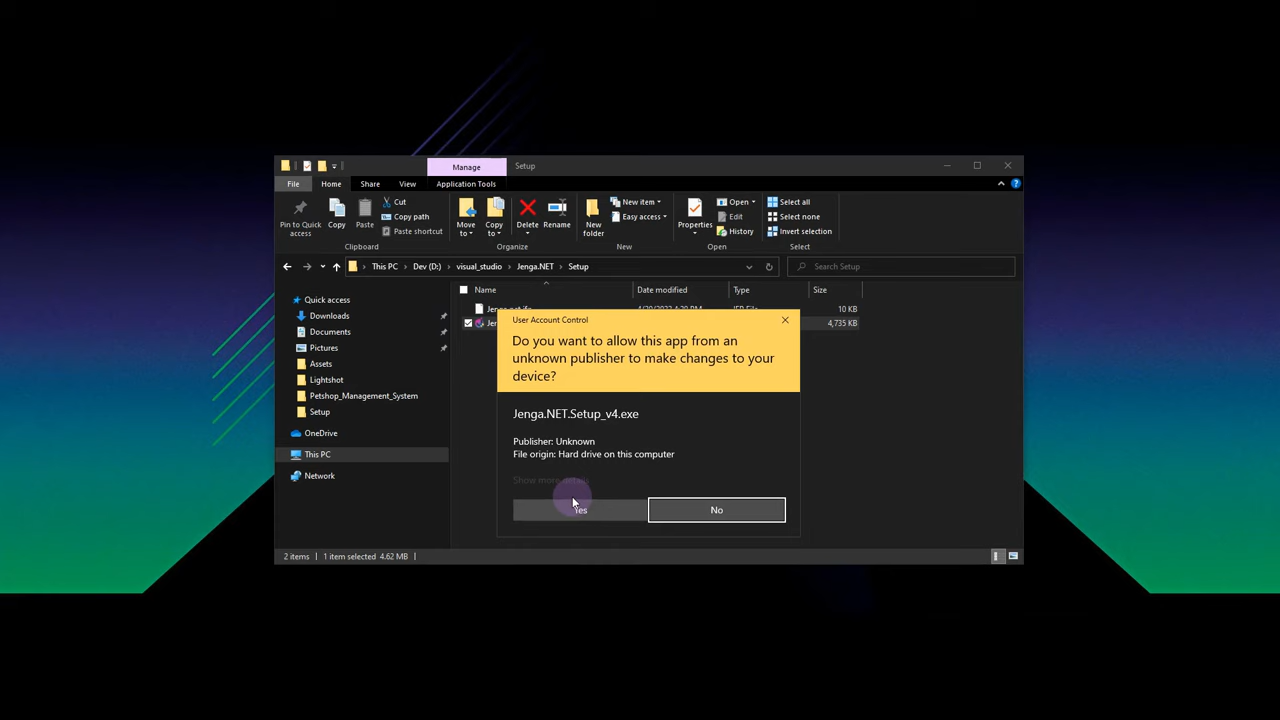 Manage
Setup
File
Home
Share
View
Application Tools
Pin to Quick access
Copy
Paste
Cut
Copy path
Paste shortcut
Move to
Copy to
Delete
Rename
New folder
New item
Easy access
Properties
Open
Edit
History
Select all
Select none
Invert selection
Clipboard
Organize
New
Open
Select
This PC
Dev (D:)
visual_studio
Jenga.NET
Setup
Search Setup
Name
Date modified
Type
Size
10 KB
4,735 KB
Quick access
Downloads
Documents
Pictures
Assets
Lightshot
Petshop_Management_System
Setup
OneDrive
This PC
Network
User Account Control
Do you want to allow this app from an
unknown publisher to make changes to your
device?
Jenga.NET.Setup_v4.exe
Publisher: Unknown
File origin: Hard drive on this computer
Show more details
Yes
No
2 items
1 item selected 4.62 MB